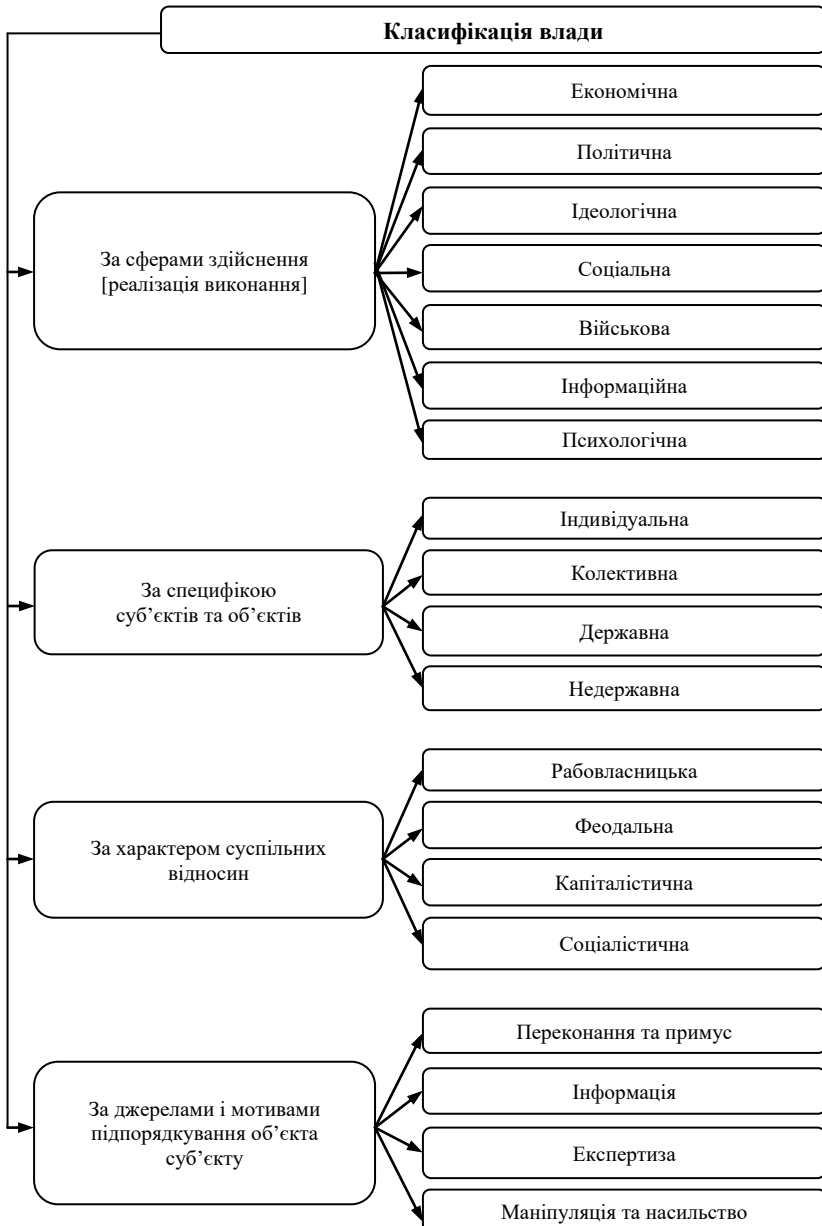 Класифікація влади
За сферами здійснення
[реалізація виконання]
Економічна
Політична
Ідеологічна
Соціальна
Військова
Інформаційна
Психологічна
За специфікою
суб’єктів та об’єктів
Індивідуальна
Колективна
Державна
Недержавна
За характером суспільних
відносин
Рабовласницька
Феодальна
Капіталістична
Соціалістична
За джерелами і мотивами
підпорядкування об’єкта
суб’єкту
Переконання та примус
Інформація
Експертиза
Маніпуляція та насильство